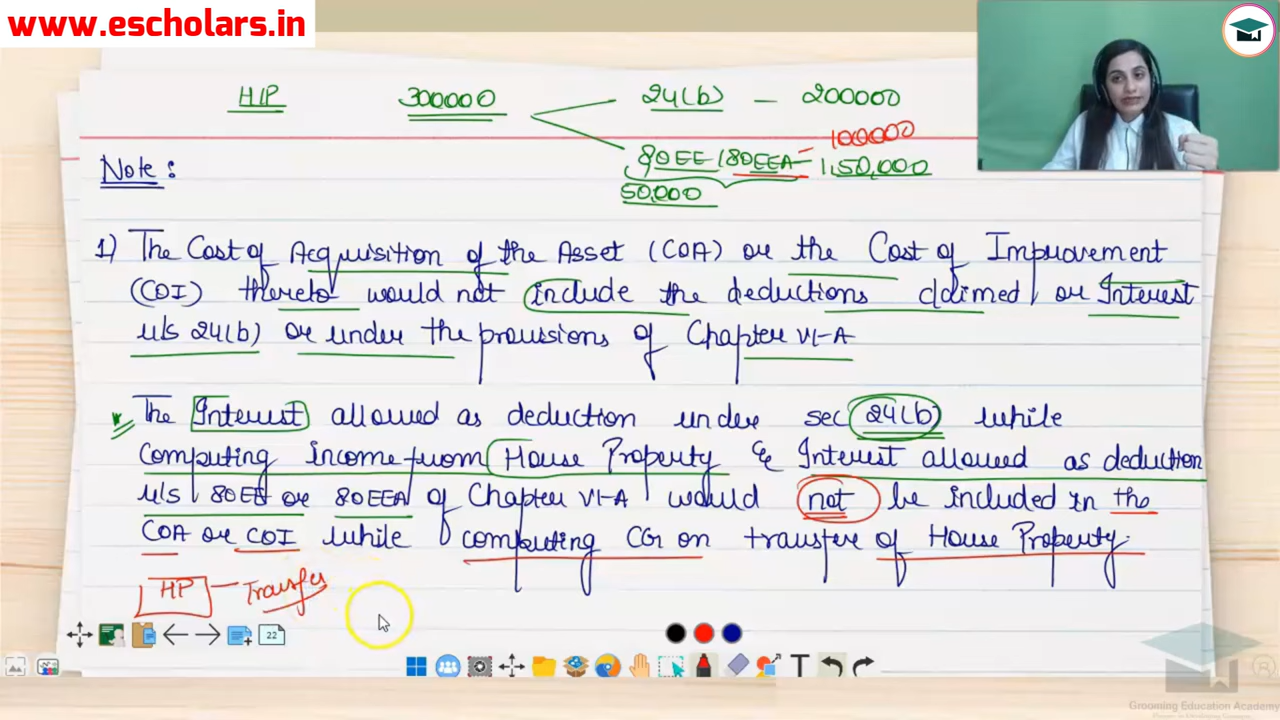 www.escholars.in
HP 300000 24(b) - 200000
100000
80EE / 80EEA - 1,50,000
50,000
Note:
1) The Cost of Acquisition of the Asset (COA) or the Cost of Improvement
(COI) thereto would not include the deductions claimed or Interest
u/s 24(b) or under the provisions of Chapter VI-A
* The Interest allowed as deduction under sec 24(b) while
computing income from House Property & Interest allowed as deduction
u/s 80EE or 80EEA of Chapter VI-A would not be included in the
COA or COI while computing CG on transfer of House Property.
HP - Transfer
22
T
Grooming Education Academy